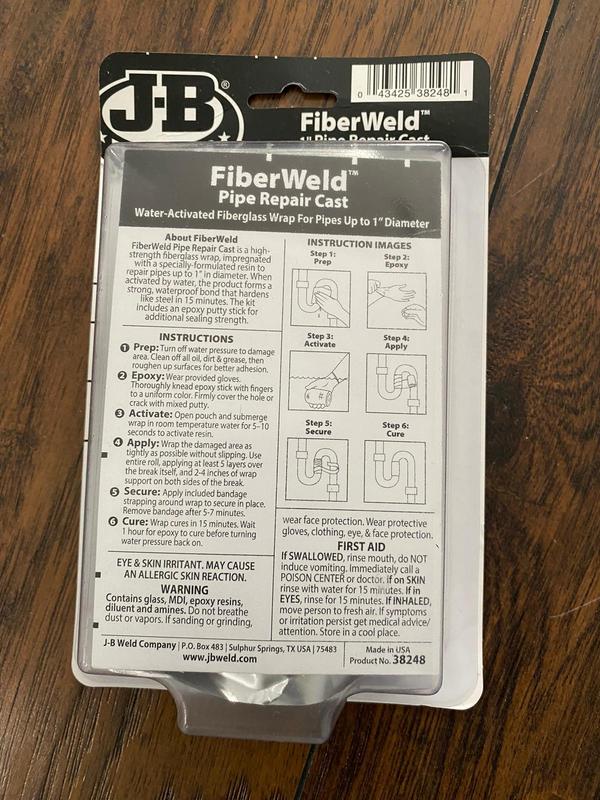 J-B®
0 43425 38248 1
FiberWeld™
1" Pipe Repair Cast
FiberWeld™
Pipe Repair Cast
Water-Activated Fiberglass Wrap For Pipes Up to 1" Diameter
About FiberWeld
FiberWeld Pipe Repair Cast is a high-
strength fiberglass wrap, impregnated
with a specially-formulated resin to
repair pipes up to 1" in diameter. When
activated by water, the product forms a
strong, waterproof bond that hardens
like steel in 15 minutes. The kit
includes an epoxy putty stick for
additional sealing strength.
INSTRUCTIONS
1 Prep: Turn off water pressure to damage
area. Clean off all oil, dirt & grease, then
roughen up surfaces for better adhesion.
2 Epoxy: Wear provided gloves.
Thoroughly knead epoxy stick with fingers
to a uniform color. Firmly cover the hole or
crack with mixed putty.
3 Activate: Open pouch and submerge
wrap in room temperature water for 5-10
seconds to activate resin.
4 Apply: Wrap the damaged area as
tightly as possible without slipping. Use
entire roll, applying at least 5 layers over
the break itself, and 2-4 inches of wrap
support on both sides of the break.
5 Secure: Apply included bandage
strapping around wrap to secure in place.
Remove bandage after 5-7 minutes.
6 Cure: Wrap cures in 15 minutes. Wait
1 hour for epoxy to cure before turning
water pressure back on.
EYE & SKIN IRRITANT. MAY CAUSE
AN ALLERGIC SKIN REACTION.
WARNING
Contains glass, MDI, epoxy resins,
diluent and amines. Do not breathe
dust or vapors. If sanding or grinding,
INSTRUCTION IMAGES
Step 1:
Prep
Step 2:
Epoxy
Step 3:
Activate
Step 4:
Apply
Step 5:
Secure
Step 6:
Cure
wear face protection. Wear protective
gloves, clothing, eye, & face protection.
FIRST AID
If SWALLOWED, rinse mouth, do NOT
induce vomiting. Immediately call a
POISON CENTER or doctor. if on SKIN
rinse with water for 15 minutes. If in
EYES, rinse for 15 minutes. If INHALED,
move person to fresh air. If symptoms
or irritation persist get medical advice/
attention. Store in a cool place.
J-B Weld Company | P.O. Box 483 | Sulphur Springs, TX USA | 75483
www.jbweld.com
Made in USA
Product No. 38248